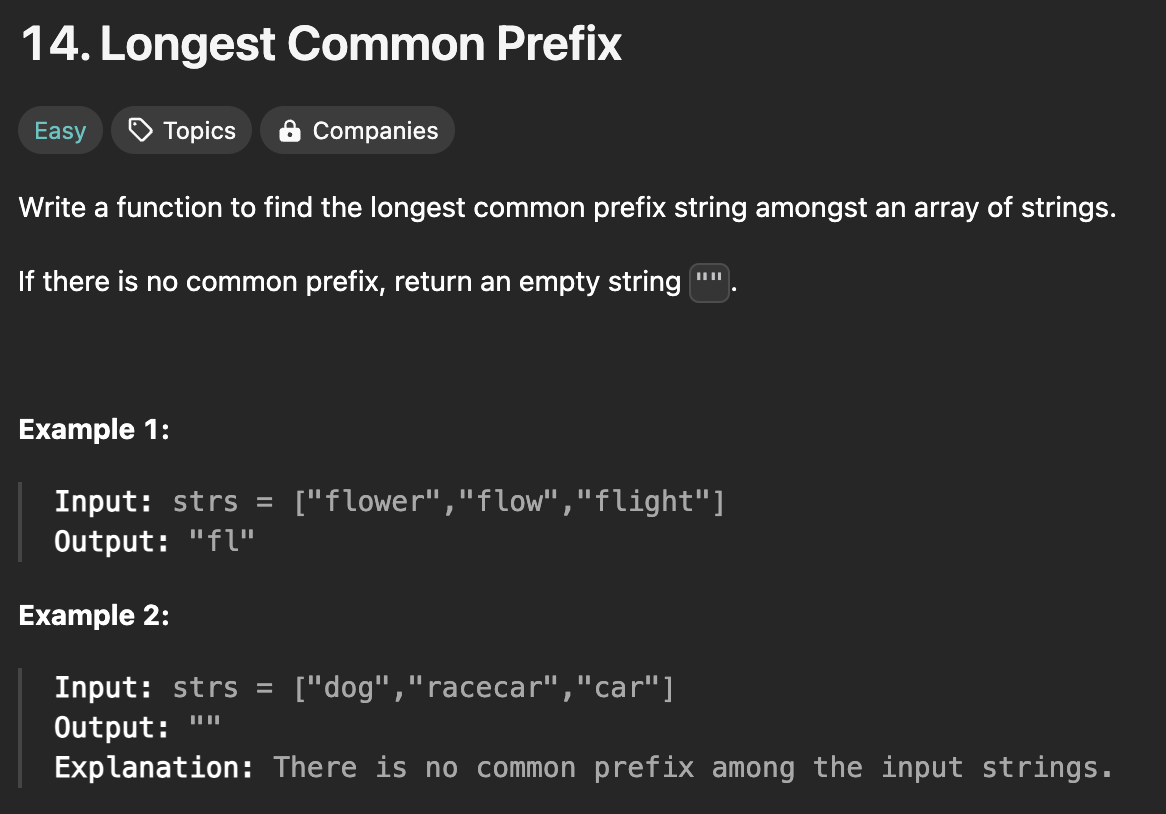 14. Longest Common Prefix
Easy Topics Companies
Write a function to find the longest common prefix string amongst an array of strings.
If there is no common prefix, return an empty string "".
Example 1:
Input: strs = ["flower","flow","flight"]
Output: "fl"
Example 2:
Input: strs = ["dog","racecar","car"]
Output: ""
Explanation: There is no common prefix among the input strings.